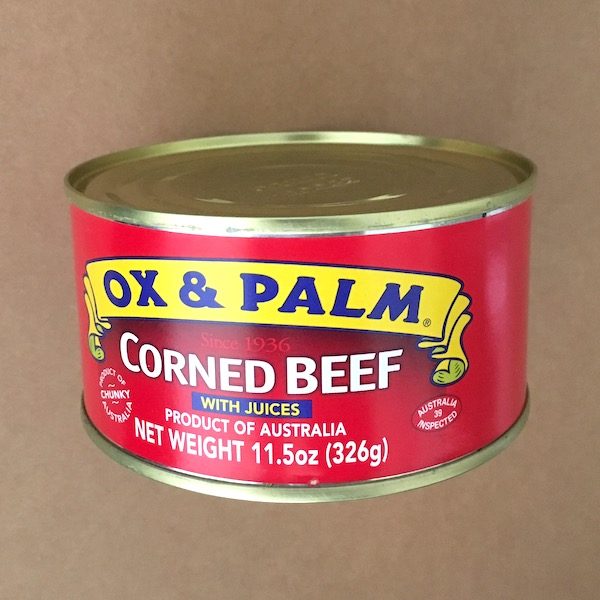 OX & PALM®
Since 1936
CORNED BEEF
WITH JUICES
PRODUCT OF AUSTRALIA
NET WEIGHT 11.5oz (326g)
PRODUCT OF
CHUNKY
AUSTRALIA
AUSTRALIA
39
INSPECTED